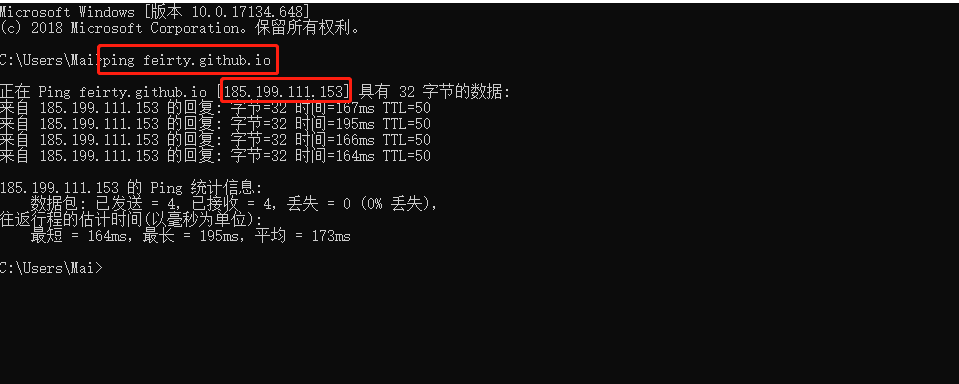 Microsoft Windows [版本 10.0.17134.648]
(c) 2018 Microsoft Corporation。保留所有权利。
C:\Users\Mai>ping feirty.github.io
正在 Ping feirty.github.io [185.199.111.153] 具有 32 字节的数据:
来自 185.199.111.153 的回复: 字节=32 时间=167ms TTL=50
来自 185.199.111.153 的回复: 字节=32 时间=195ms TTL=50
来自 185.199.111.153 的回复: 字节=32 时间=166ms TTL=50
来自 185.199.111.153 的回复: 字节=32 时间=164ms TTL=50
185.199.111.153 的 Ping 统计信息:
数据包: 已发送 = 4, 已接收 = 4, 丢失 = 0 (0% 丢失),
往返行程的估计时间(以毫秒为单位):
最短 = 164ms, 最长 = 195ms, 平均 = 173ms
C:\Users\Mai>